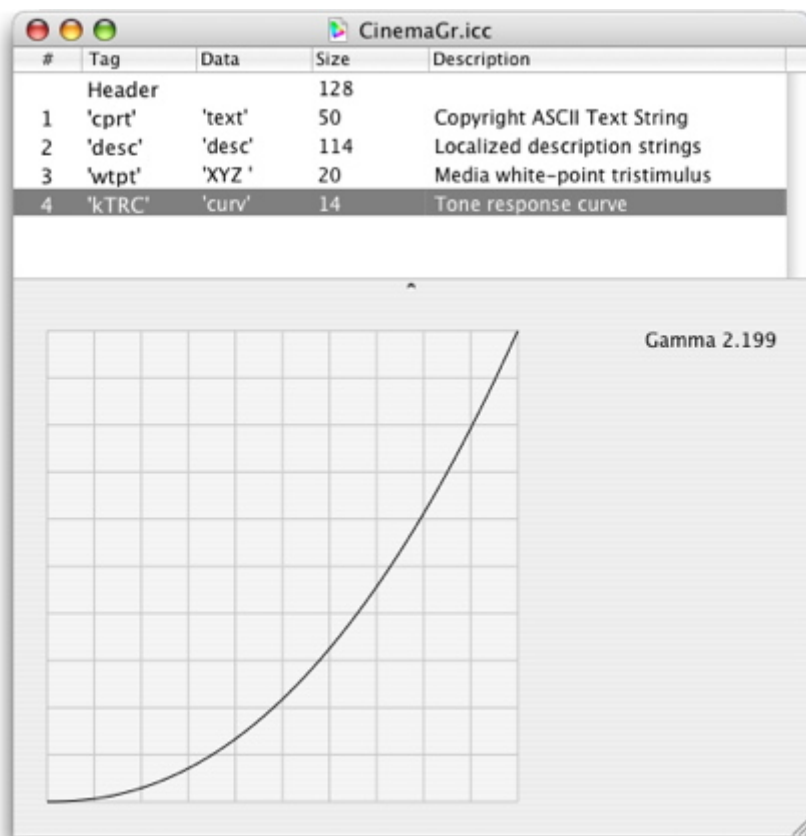 CinemaGr.icc
# Tag Data Size Description
Header 128
1 'cprt' 'text' 50 Copyright ASCII Text String
2 'desc' 'desc' 114 Localized description strings
3 'wtpt' 'XYZ ' 20 Media white-point tristimulus
4 'kTRC' 'curv' 14 Tone response curve
Gamma 2.199